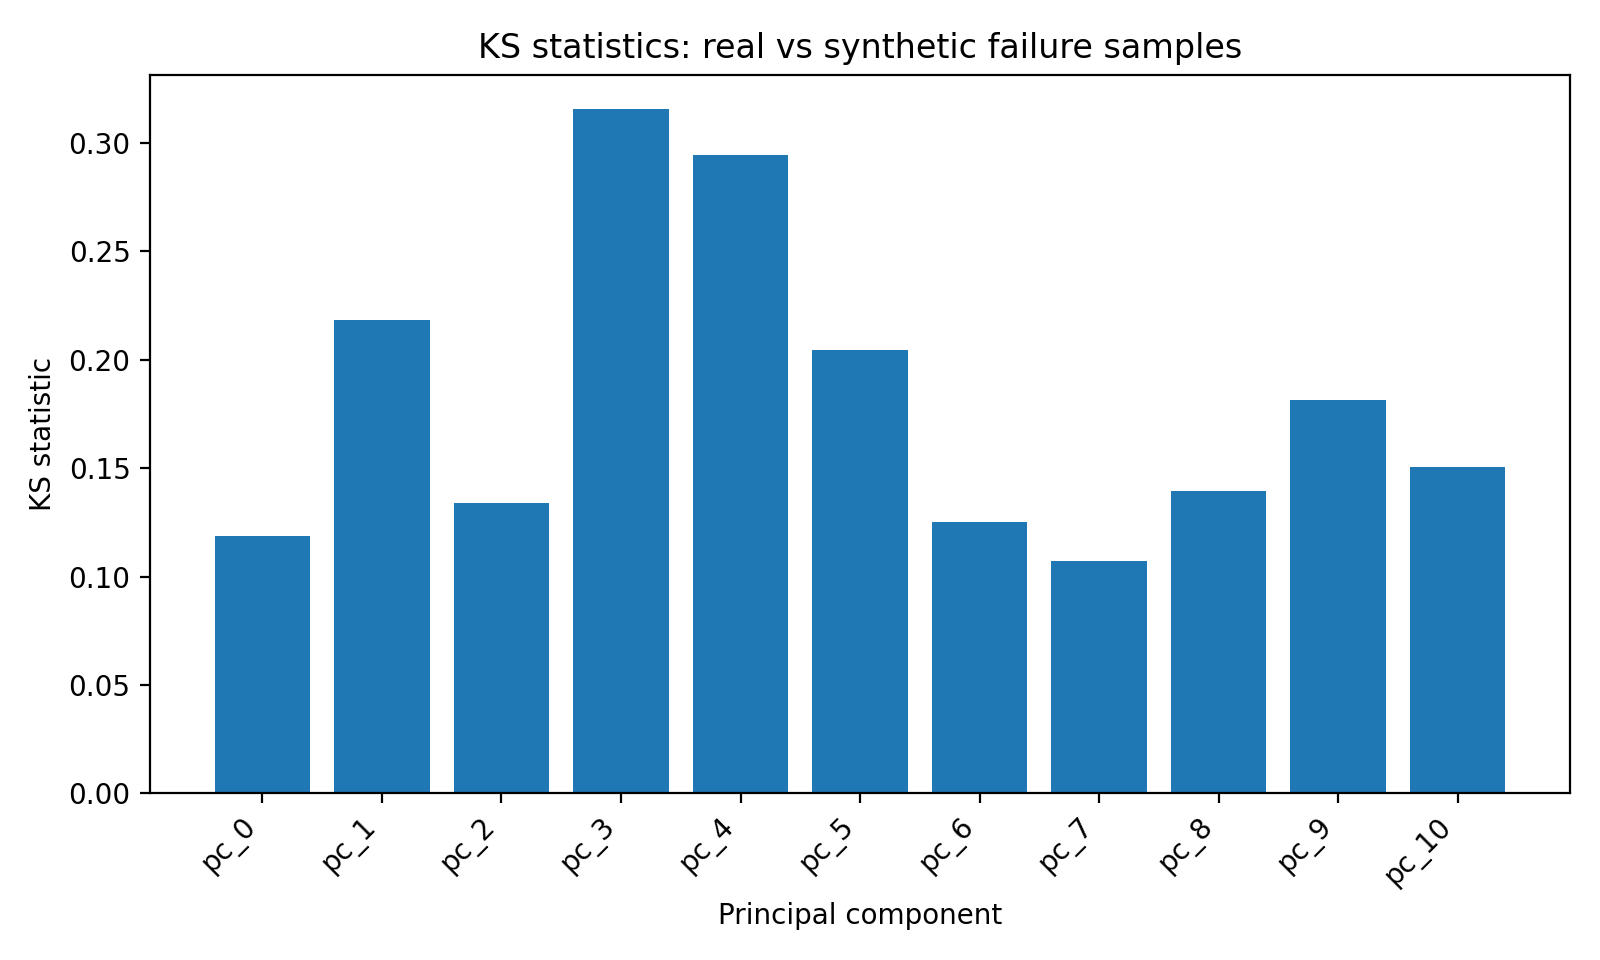 KS statistics: real vs synthetic failure samples
KS statistic
0.30
0.25
0.20
0.15
0.10
0.05
0.00
pc_0
pc_1
pc_2
pc_3
pc_4
pc_5
pc_6
pc_7
pc_8
pc_9
pc_10
Principal component